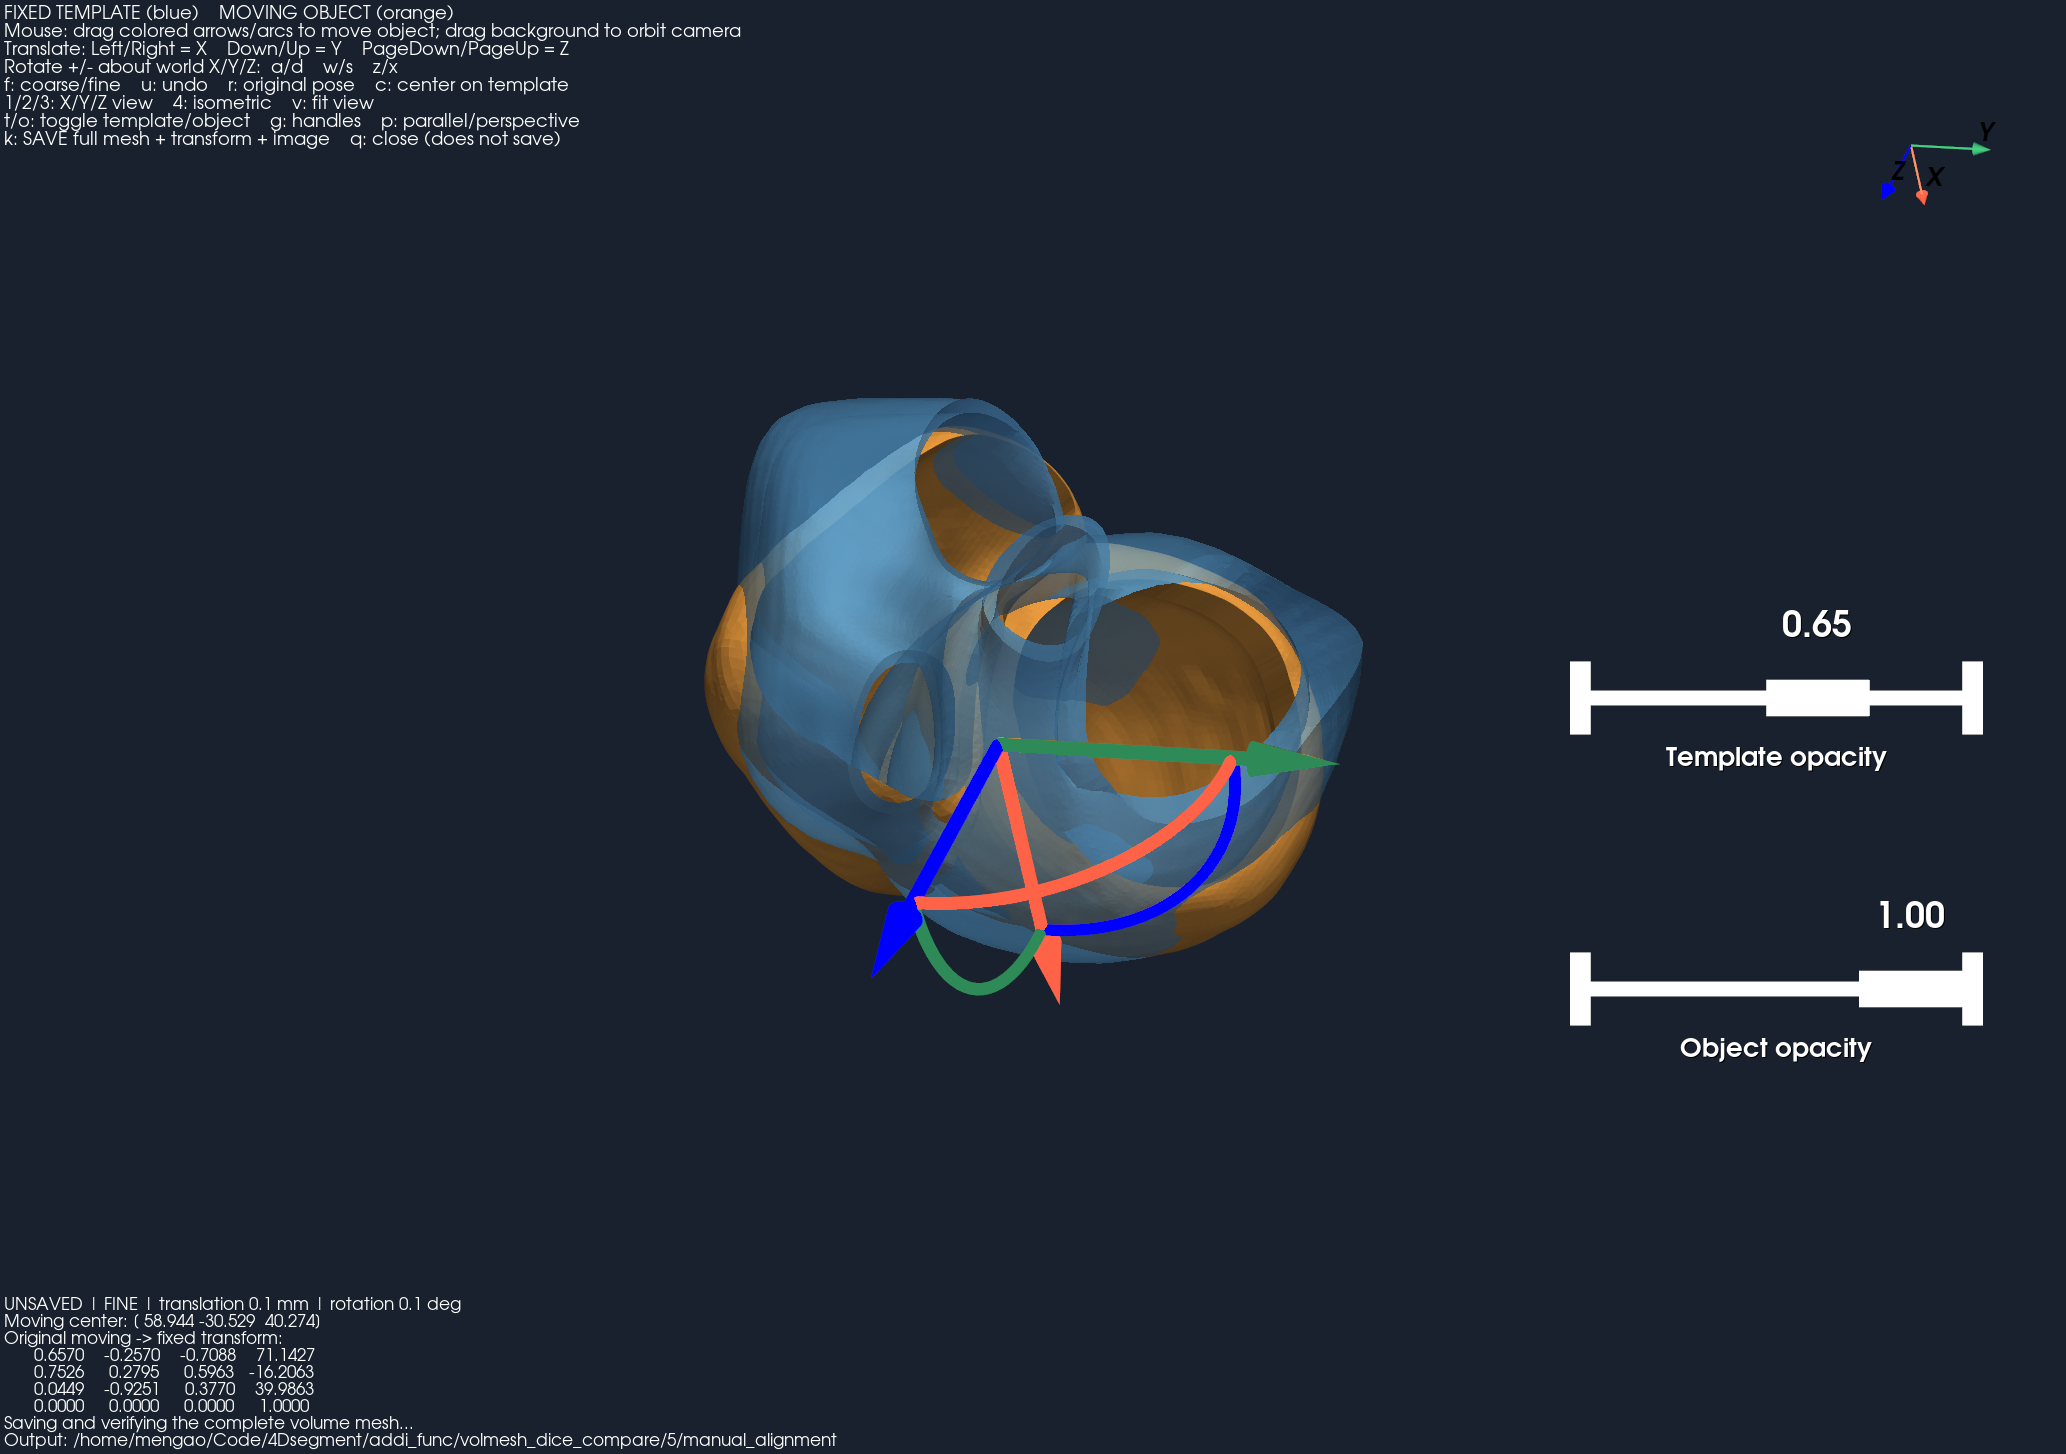 FIXED TEMPLATE (blue)    MOVING OBJECT (orange)
Mouse: drag colored arrows/arcs to move object; drag background to orbit camera
Translate: Left/Right = X    Down/Up = Y    PageDown/PageUp = Z
Rotate +/- about world X/Y/Z:  a/d    w/s    z/x
f: coarse/fine    u: undo    r: original pose    c: center on template
1/2/3: X/Y/Z view    4: isometric    v: fit view
t/o: toggle template/object    g: handles    p: parallel/perspective
k: SAVE full mesh + transform + image    q: close (does not save)
Y
Z
X
0.65
Template opacity
1.00
Object opacity
UNSAVED | FINE | translation 0.1 mm | rotation 0.1 deg
Moving center: [ 58.944 -30.529  40.274]
Original moving -> fixed transform:
0.6570    -0.2570    -0.7088    71.1427
0.7526    0.2795    0.5963    -16.2063
0.0449    -0.9251    0.3770    39.9863
0.0000    0.0000    0.0000    1.0000
Saving and verifying the complete volume mesh...
Output: /home/mengao/Code/4Dsegment/addi_func/volmesh_dice_compare/5/manual_alignment